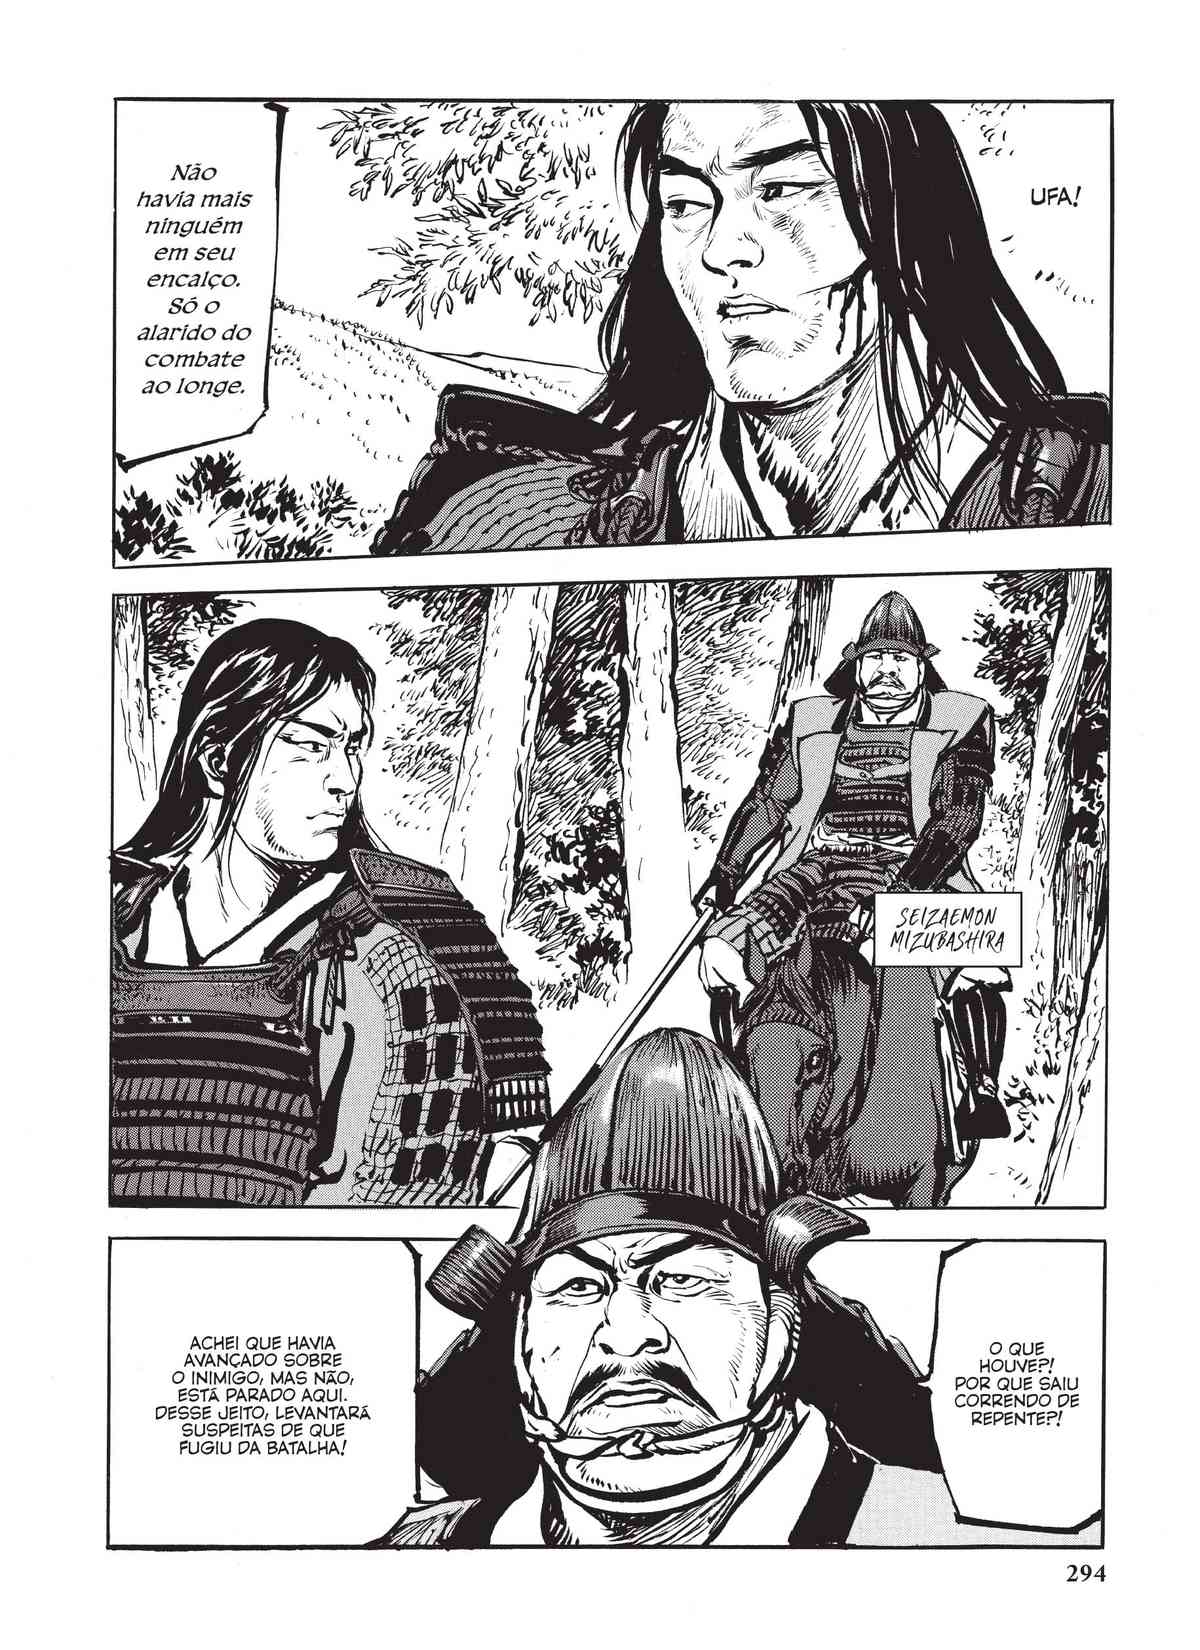 UFA!
Não
havia mais
ninguém
em seu
encalço.
Só o
alarido do
combate
ao longe.
SEIZAEMON
MIZUBASHIRA
O QUE
HOUVE?!
POR QUE SAIU
CORRENDO DE
REPENTE?!
ACHEI QUE HAVIA
AVANÇADO SOBRE
O INIMIGO, MAS NÃO,
ESTÁ PARADO AQUI.
DESSE JEITO, LEVANTARÁ
SUSPEITAS DE QUE
FUGIU DA BATALHA!
294